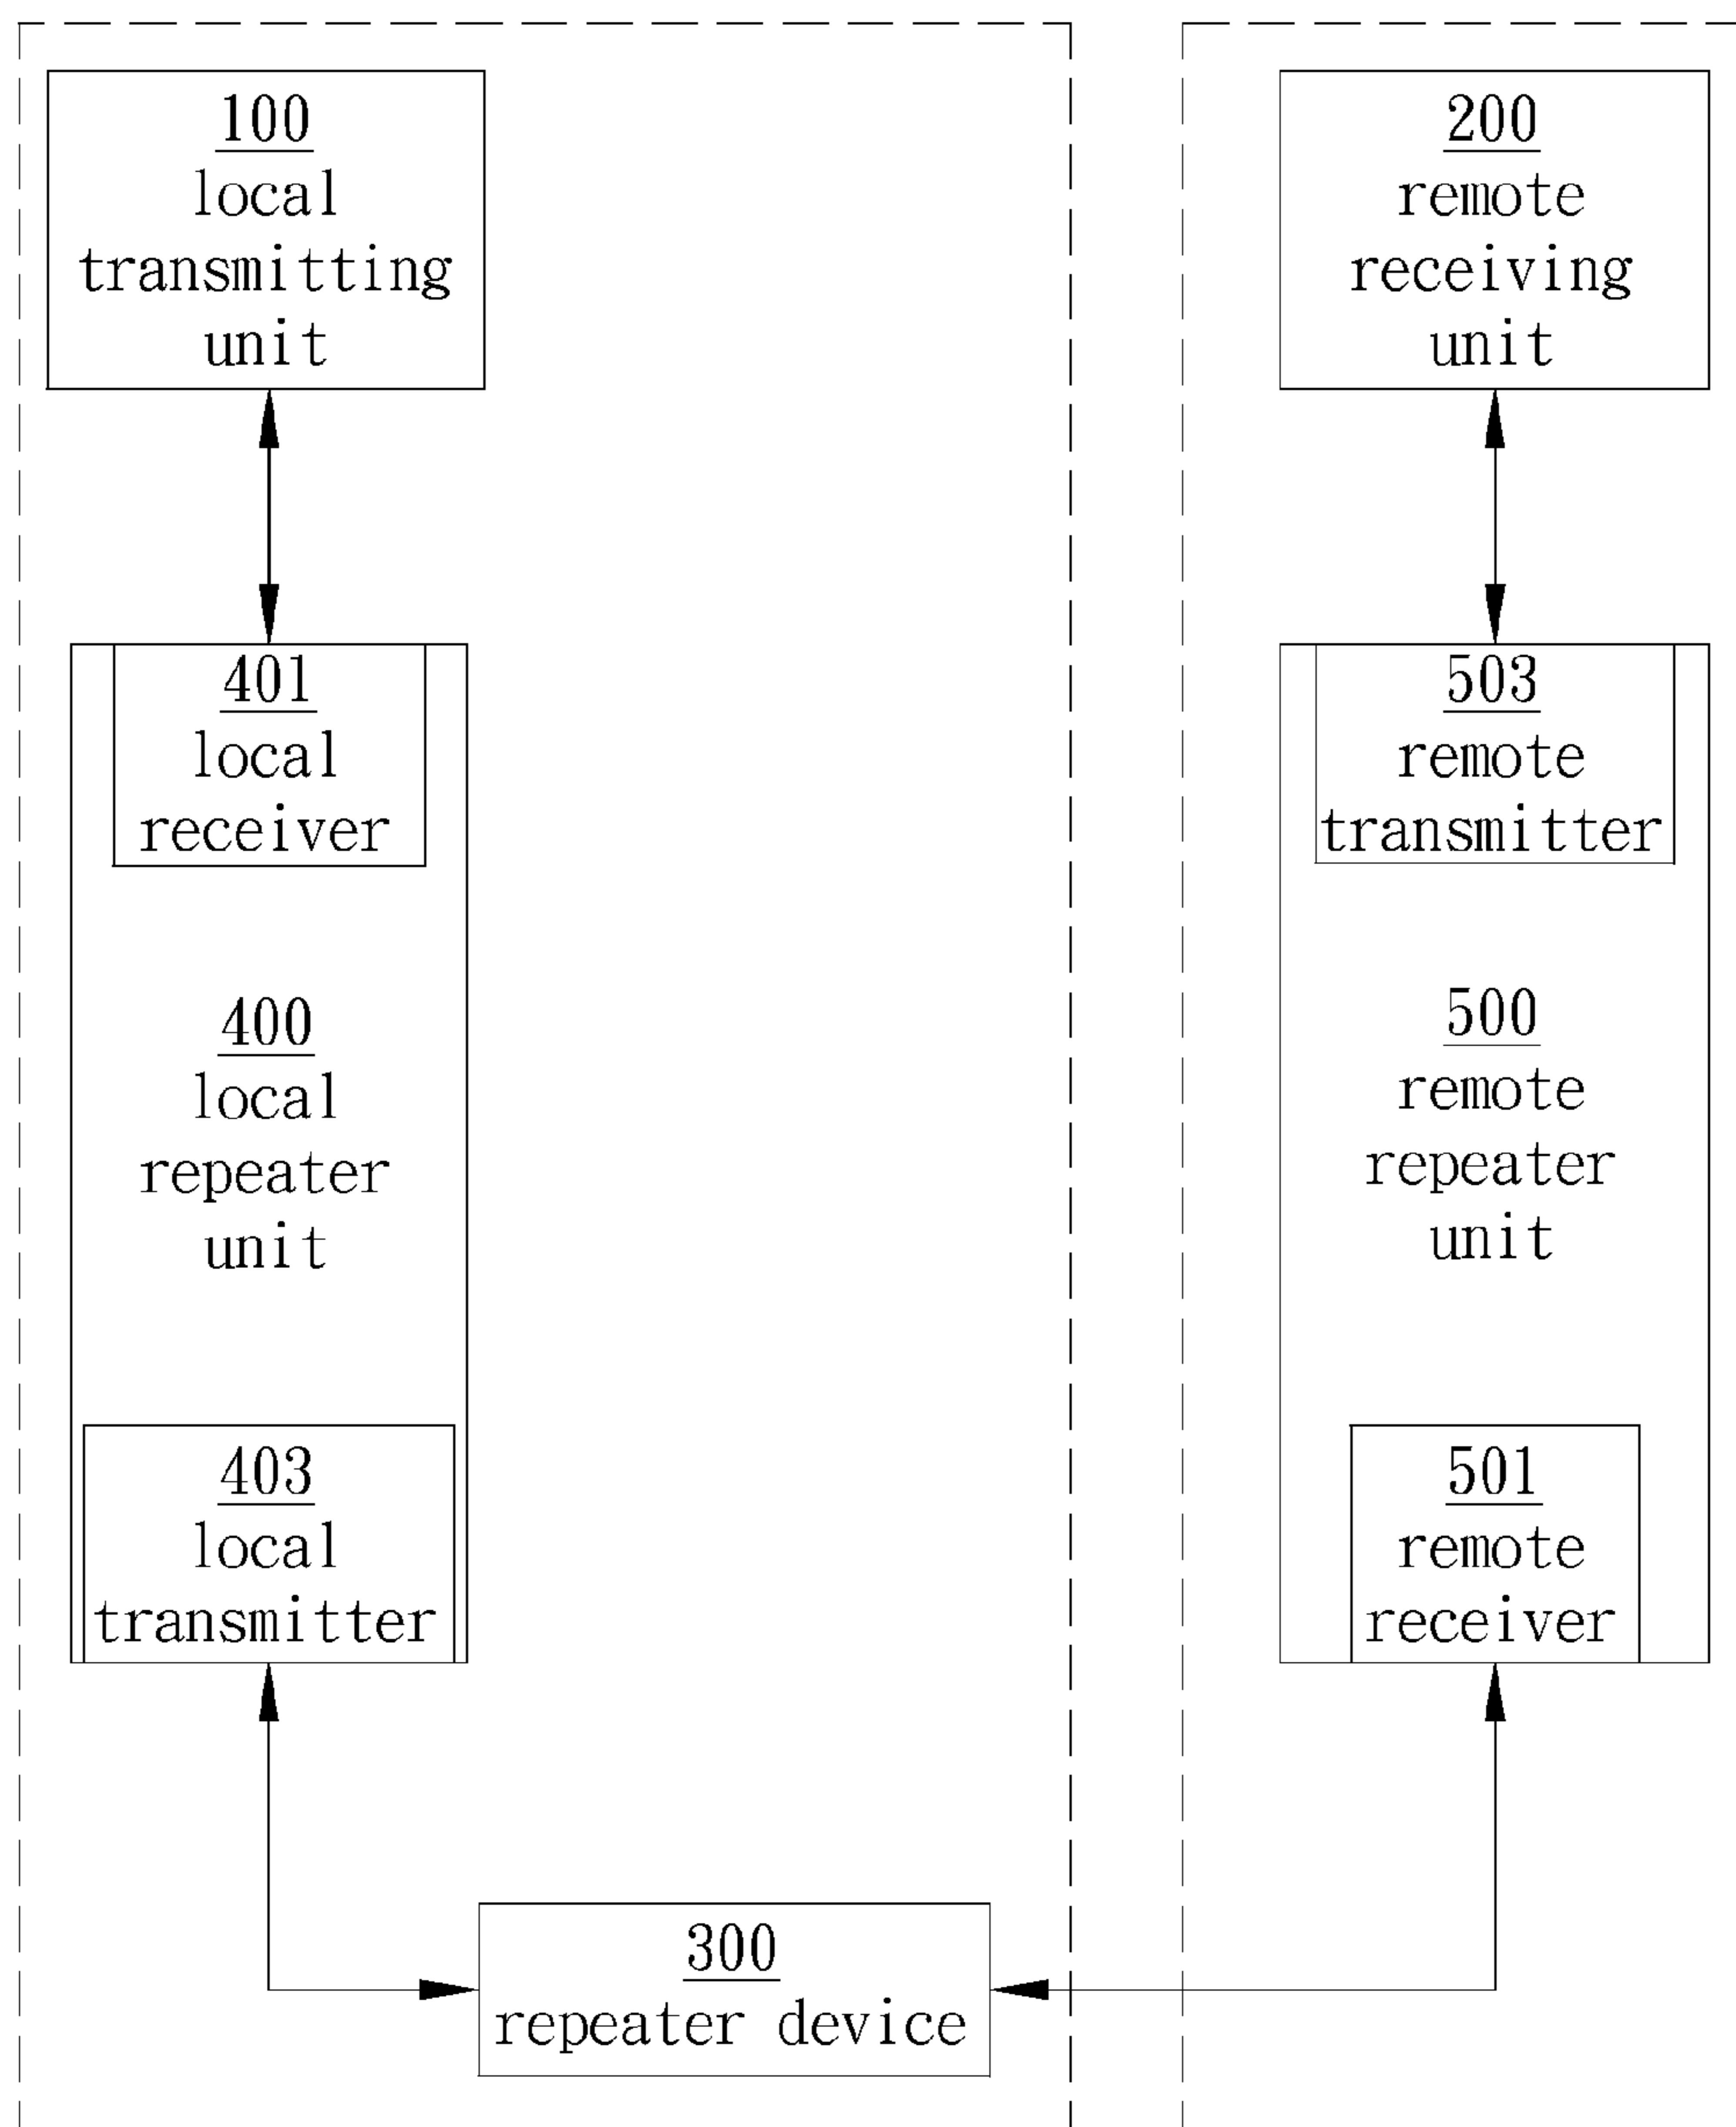 100
local
transmitting
unit
401
local
receiver
400
local
repeater
unit
403
local
transmitter
300
repeater device
200
remote
receiving
unit
503
remote
transmitter
500
remote
repeater
unit
501
remote
receiver